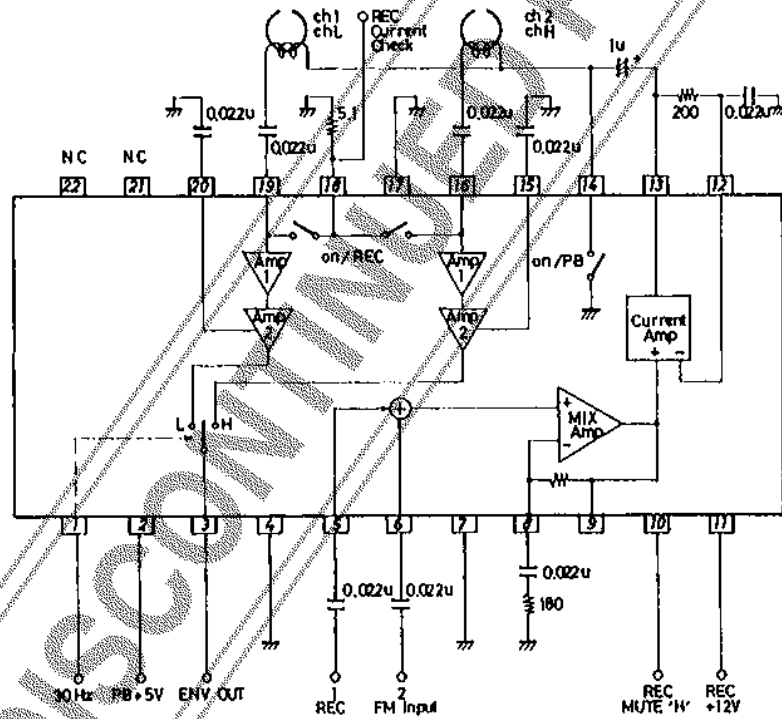 ch1
chL
REC
Current
Check
ch2
chH
1u
+
0.022u
0.022u
5.1
0.022u
0.022u
200
0.022u
NC
NC
22
21
20
19
18
17
16
15
14
13
12
on/REC
on/PB
Amp
1
Amp
1
Amp
2
Amp
2
Current
Amp
+ -
L
H
+
+
MIX
Amp
-
1
2
3
4
5
6
7
8
9
10
11
0.022u
0.022u
0.022u
180
30Hz
PB+5V
ENV OUT
1
REC
2
FM Input
REC
MUTE 'H'
REC
+12V
DISCONTINUED